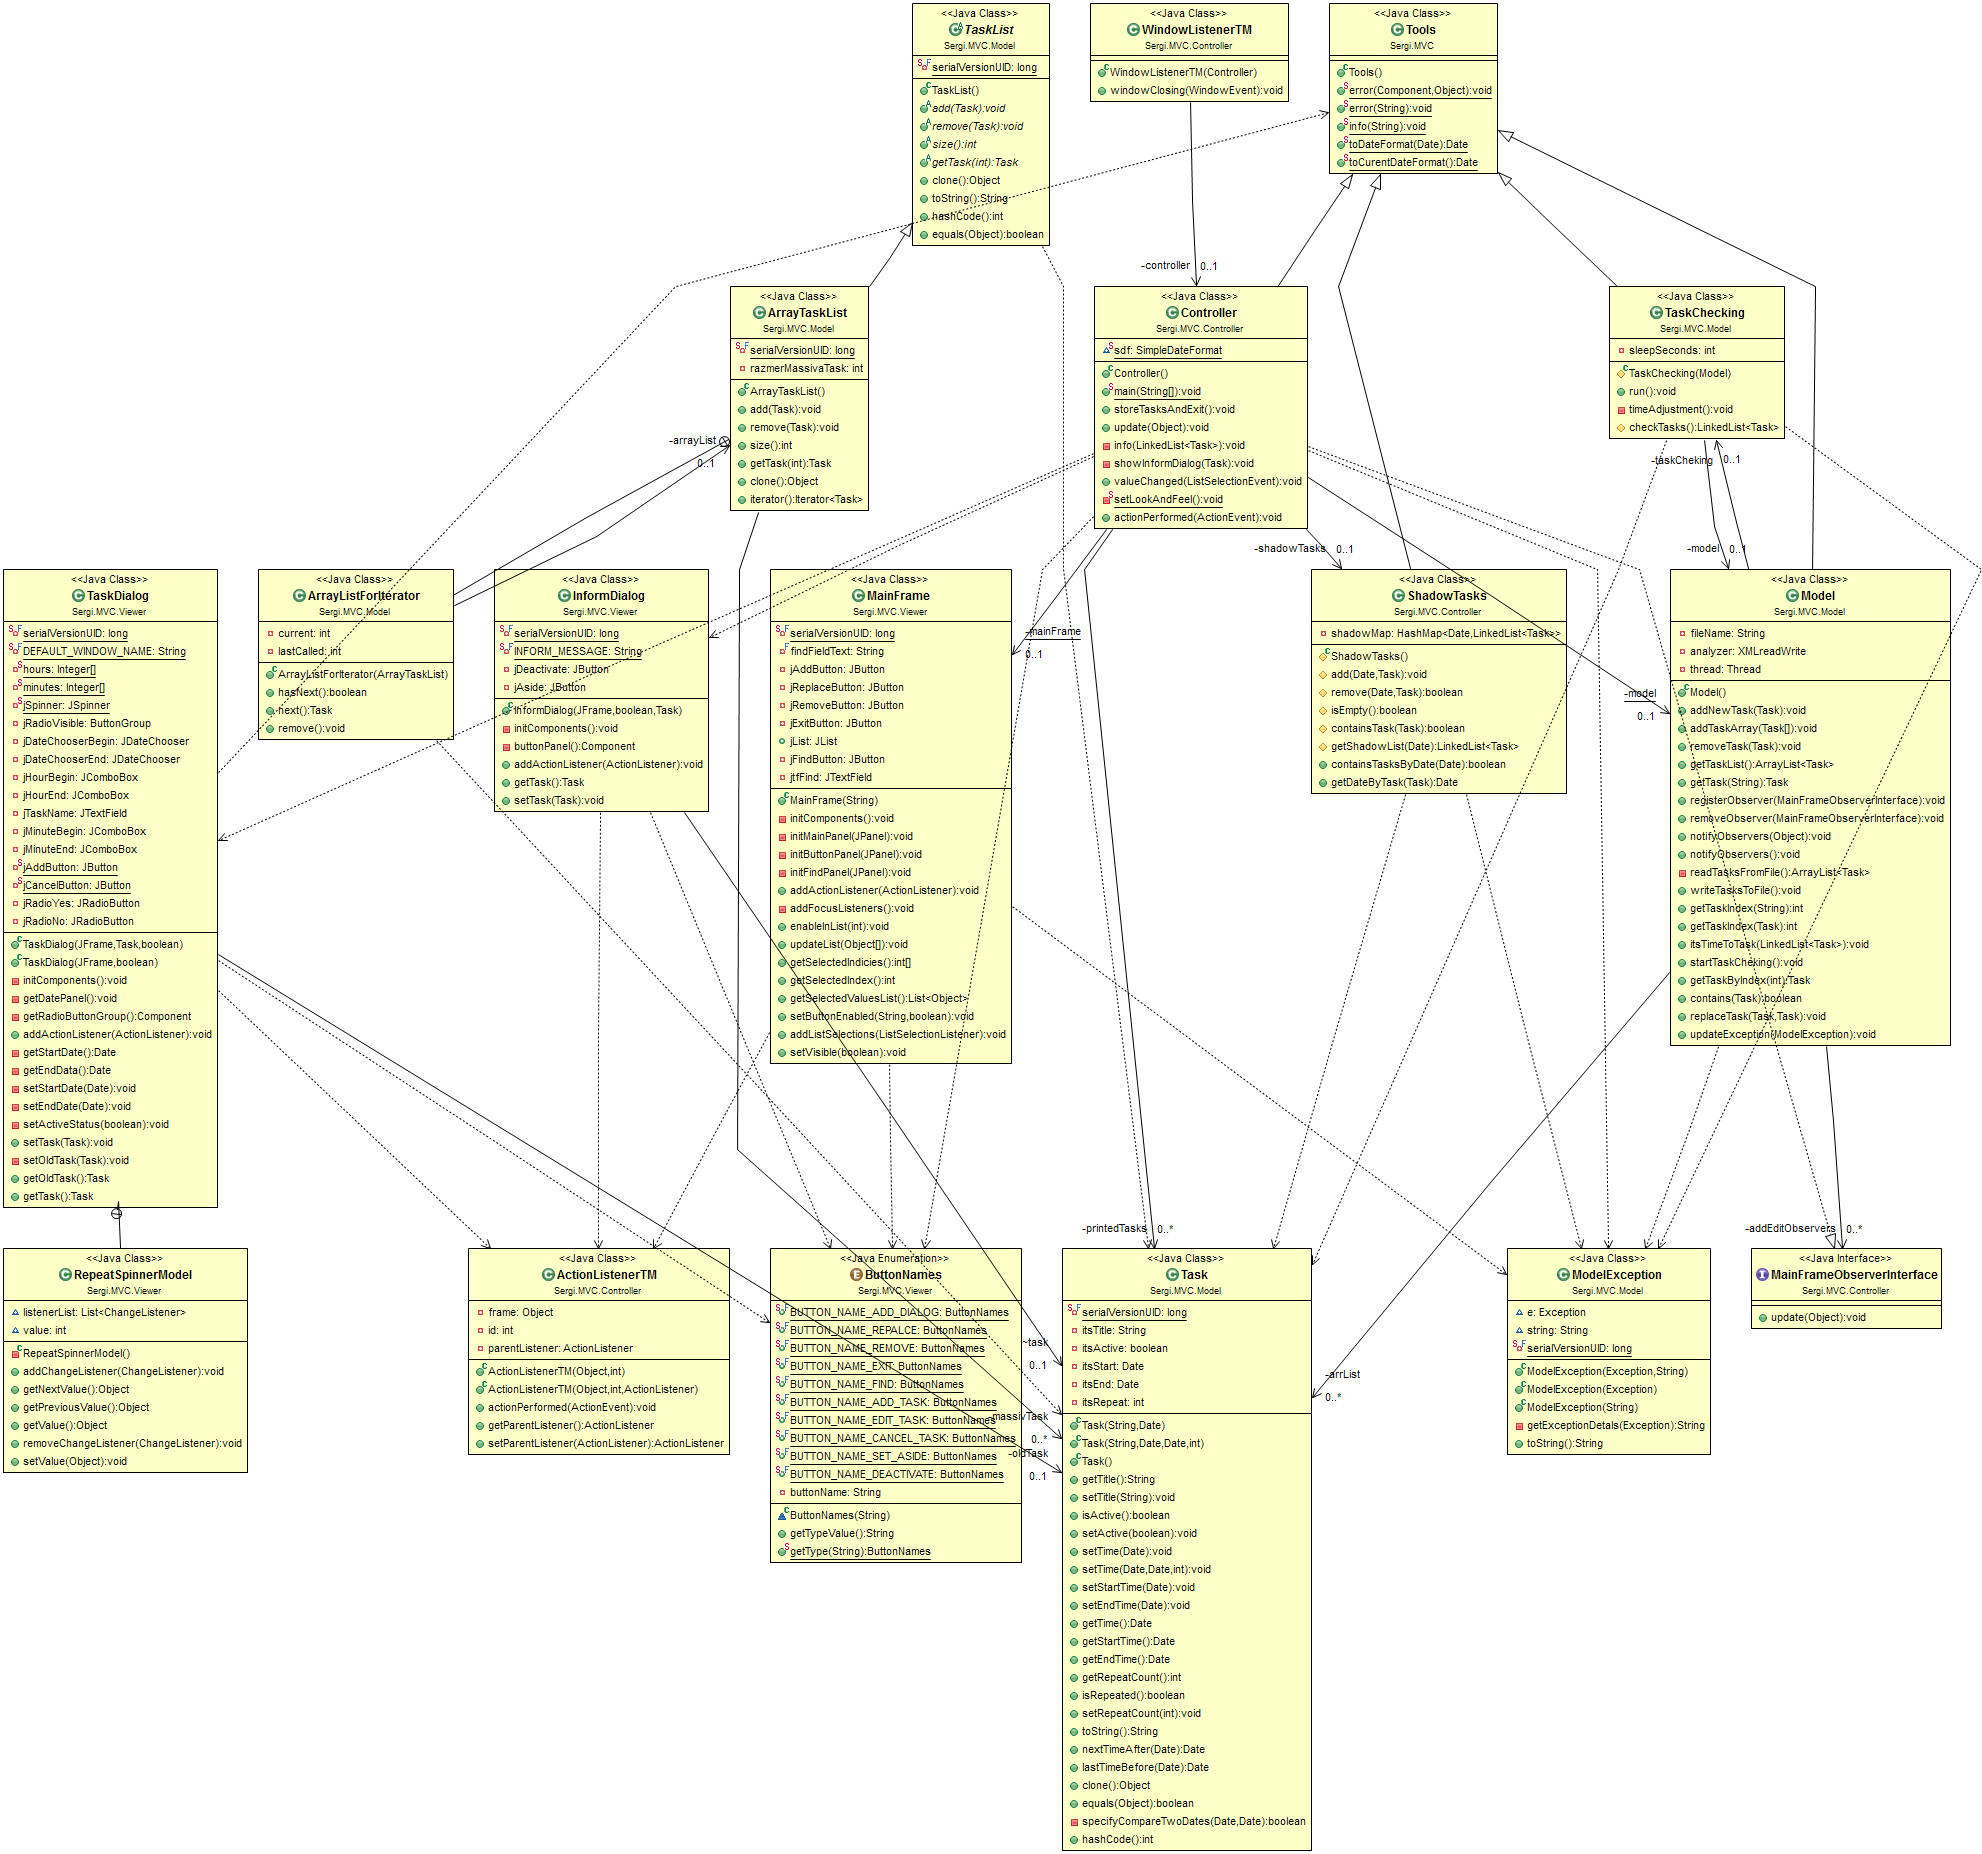 <<Java Class>>
TaskList
Sergi.MVC.Model
serialVersionUID: long
TaskList()
add(Task):void
remove(Task):void
size():int
getTask(int):Task
clone():Object
toString():String
hashCode():int
equals(Object):boolean
<<Java Class>>
WindowListenerTM
Sergi.MVC.Controller
WindowListenerTM(Controller)
windowClosing(WindowEvent):void
<<Java Class>>
Tools
Sergi.MVC
Tools()
error(Component,Object):void
error(String):void
info(String):void
toDateFormat(Date):Date
toCurentDateFormat():Date
-controller 0..1
<<Java Class>>
ArrayTaskList
Sergi.MVC.Model
serialVersionUID: long
razmerMassivaTask: int
ArrayTaskList()
add(Task):void
remove(Task):void
size():int
getTask(int):Task
clone():Object
iterator():Iterator<Task>
-arrayList
0..1
<<Java Class>>
Controller
Sergi.MVC.Controller
sdf: SimpleDateFormat
Controller()
main(String[]):void
storeTasksAndExit():void
update(Object):void
info(LinkedList<Task>):void
showInformDialog(Task):void
valueChanged(ListSelectionEvent):void
setLookAndFeel():void
actionPerformed(ActionEvent):void
<<Java Class>>
TaskChecking
Sergi.MVC.Model
sleepSeconds: int
TaskChecking(Model)
run():void
timeAdjustment():void
checkTasks():LinkedList<Task>
-taskCheking 0..1
-shadowTasks 0..1
-model 0..1
<<Java Class>>
TaskDialog
Sergi.MVC.Viewer
serialVersionUID: long
DEFAULT_WINDOW_NAME: String
hours: Integer[]
minutes: Integer[]
jSpinner: JSpinner
jRadioVisible: ButtonGroup
jDateChooserBegin: JDateChooser
jDateChooserEnd: JDateChooser
jHourBegin: JComboBox
jHourEnd: JComboBox
jTaskName: JTextField
jMinuteBegin: JComboBox
jMinuteEnd: JComboBox
jAddButton: JButton
jCancelButton: JButton
jRadioYes: JRadioButton
jRadioNo: JRadioButton
TaskDialog(JFrame,Task,boolean)
TaskDialog(JFrame,boolean)
initComponents():void
getDatePanel():void
getRadioButtonGroup():Component
addActionListener(ActionListener):void
getStartDate():Date
getEndData():Date
setStartDate(Date):void
setEndDate(Date):void
setActiveStatus(boolean):void
setTask(Task):void
setOldTask(Task):void
getOldTask():Task
getTask():Task
<<Java Class>>
ArrayListForIterator
Sergi.MVC.Model
current: int
lastCalled: int
ArrayListForIterator(ArrayTaskList)
hasNext():boolean
next():Task
remove():void
<<Java Class>>
InformDialog
Sergi.MVC.Viewer
serialVersionUID: long
INFORM_MESSAGE: String
jDeactivate: JButton
jAside: JButton
InformDialog(JFrame,boolean,Task)
initComponents():void
buttonPanel():Component
addActionListener(ActionListener):void
getTask():Task
setTask(Task):void
<<Java Class>>
MainFrame
Sergi.MVC.Viewer
serialVersionUID: long
findFieldText: String
jAddButton: JButton
jReplaceButton: JButton
jRemoveButton: JButton
jExitButton: JButton
jList: JList
jFindButton: JButton
jtfFind: JTextField
MainFrame(String)
initComponents():void
initMainPanel(JPanel):void
initButtonPanel(JPanel):void
initFindPanel(JPanel):void
addActionListener(ActionListener):void
addFocusListeners():void
enableInList(int):void
updateList(Object[]):void
getSelectedIndicies():int[]
getSelectedIndex():int
getSelectedValuesList():List<Object>
setButtonEnabled(String,boolean):void
addListSelections(ListSelectionListener):void
setVisible(boolean):void
-mainFrame
0..1
<<Java Class>>
ShadowTasks
Sergi.MVC.Controller
shadowMap: HashMap<Date,LinkedList<Task>>
ShadowTasks()
add(Date,Task):void
remove(Date,Task):boolean
isEmpty():boolean
containsTask(Task):boolean
getShadowList(Date):LinkedList<Task>
containsTasksByDate(Date):boolean
getDateByTask(Task):Date
-model
0..1
<<Java Class>>
Model
Sergi.MVC.Model
fileName: String
analyzer: XMLreadWrite
thread: Thread
Model()
addNewTask(Task):void
addTaskArray(Task[]):void
removeTask(Task):void
getTaskList():ArrayList<Task>
getTask(String):Task
registerObserver(MainFrameObserverInterface):void
removeObserver(MainFrameObserverInterface):void
notifyObservers(Object):void
notifyObservers():void
readTasksFromFile():ArrayList<Task>
writeTasksToFile():void
getTaskIndex(String):int
getTaskIndex(Task):int
itsTimeToTask(LinkedList<Task>):void
startTaskCheking():void
getTaskByIndex(int):Task
contains(Task):boolean
replaceTask(Task,Task):void
updateException(ModelException):void
-printedTasks 0..*
-addEditObservers 0..*
<<Java Class>>
RepeatSpinnerModel
Sergi.MVC.Viewer
listenerList: List<ChangeListener>
value: int
RepeatSpinnerModel()
addChangeListener(ChangeListener):void
getNextValue():Object
getPreviousValue():Object
getValue():Object
removeChangeListener(ChangeListener):void
setValue(Object):void
<<Java Class>>
ActionListenerTM
Sergi.MVC.Controller
frame: Object
id: int
parentListener: ActionListener
ActionListenerTM(Object,int)
ActionListenerTM(Object,int,ActionListener)
actionPerformed(ActionEvent):void
getParentListener():ActionListener
setParentListener(ActionListener):ActionListener
<<Java Enumeration>>
ButtonNames
Sergi.MVC.Viewer
BUTTON_NAME_ADD_DIALOG: ButtonNames
BUTTON_NAME_REPALCE: ButtonNames
BUTTON_NAME_REMOVE: ButtonNames
BUTTON_NAME_EXIT: ButtonNames
BUTTON_NAME_FIND: ButtonNames
BUTTON_NAME_ADD_TASK: ButtonNames
BUTTON_NAME_EDIT_TASK: ButtonNames
BUTTON_NAME_CANCEL_TASK: ButtonNames
BUTTON_NAME_SET_ASIDE: ButtonNames
BUTTON_NAME_DEACTIVATE: ButtonNames
buttonName: String
ButtonNames(String)
getTypeValue():String
getType(String):ButtonNames
~task
0..1
-massivTask
0..*
-oldTask
0..1
<<Java Class>>
Task
Sergi.MVC.Model
serialVersionUID: long
itsTitle: String
itsActive: boolean
itsStart: Date
itsEnd: Date
itsRepeat: int
Task(String,Date)
Task(String,Date,Date,int)
Task()
getTitle():String
setTitle(String):void
isActive():boolean
setActive(boolean):void
setTime(Date):void
setTime(Date,Date,int):void
setStartTime(Date):void
setEndTime(Date):void
getTime():Date
getStartTime():Date
getEndTime():Date
getRepeatCount():int
isRepeated():boolean
setRepeatCount(int):void
toString():String
nextTimeAfter(Date):Date
lastTimeBefore(Date):Date
clone():Object
equals(Object):boolean
specifyCompareTwoDates(Date,Date):boolean
hashCode():int
-arrList
0..*
<<Java Class>>
ModelException
Sergi.MVC.Model
e: Exception
string: String
serialVersionUID: long
ModelException(Exception,String)
ModelException(Exception)
ModelException(String)
getExceptionDetals(Exception):String
toString():String
<<Java Interface>>
MainFrameObserverInterface
Sergi.MVC.Controller
update(Object):void